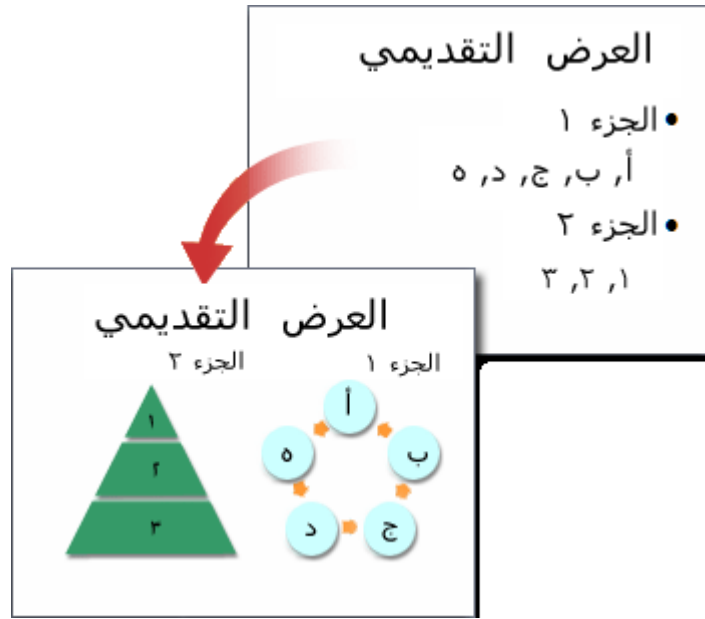 العرض التقديمي
• الجزء ١
أ, ب, ج, د, ه
• الجزء ٢
١, ٢, ٣
العرض التقديمي
الجزء ١
الجزء ٢
أ
ب
ج
د
ه
١
٢
٣